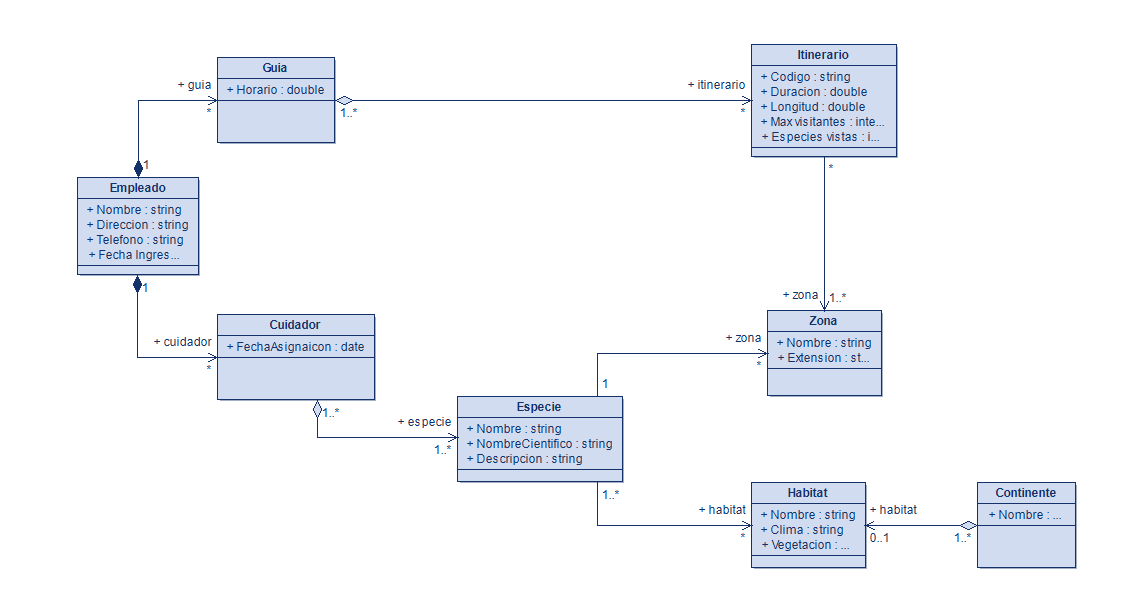 Guia
+ Horario : double
+ guia
*
1..*
+ itinerario
*
Itinerario
+ Codigo : string
+ Duracion : double
+ Longitud : double
+ Maxvisitantes : inte...
+ Especies vistas : i...
*
1
Empleado
+ Nombre : string
+ Direccion : string
+ Telefono : string
+ Fecha Ingres...
1
+ cuidador
*
Cuidador
+ FechaAsignaicon : date
1..*
+ especie
1..*
+ zona
1..*
Zona
+ Nombre : string
+ Extension : st...
+ zona
*
1
Especie
+ Nombre : string
+ NombreCientifico : string
+ Descripcion : string
1..*
+ habitat
*
Habitat
+ Nombre : string
+ Clima : string
+ Vegetacion : ...
+ habitat
0..1
1..*
Continente
+ Nombre : ...